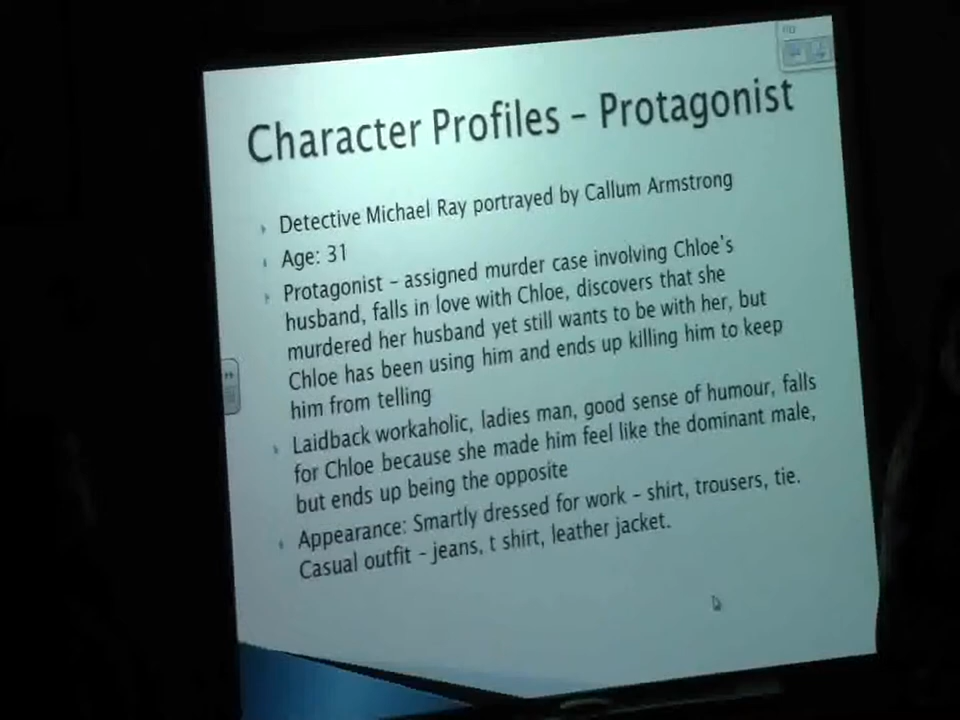 Character Profiles – Protagonist
Detective Michael Ray portrayed by Callum Armstrong
Age: 31
Protagonist – assigned murder case involving Chloe's
husband, falls in love with Chloe, discovers that she
murdered her husband yet still wants to be with her, but
Chloe has been using him and ends up killing him to keep
him from telling
Laidback workaholic, ladies man, good sense of humour, falls
for Chloe because she made him feel like the dominant male,
but ends up being the opposite
Appearance: Smartly dressed for work – shirt, trousers, tie.
Casual outfit – jeans, t shirt, leather jacket.